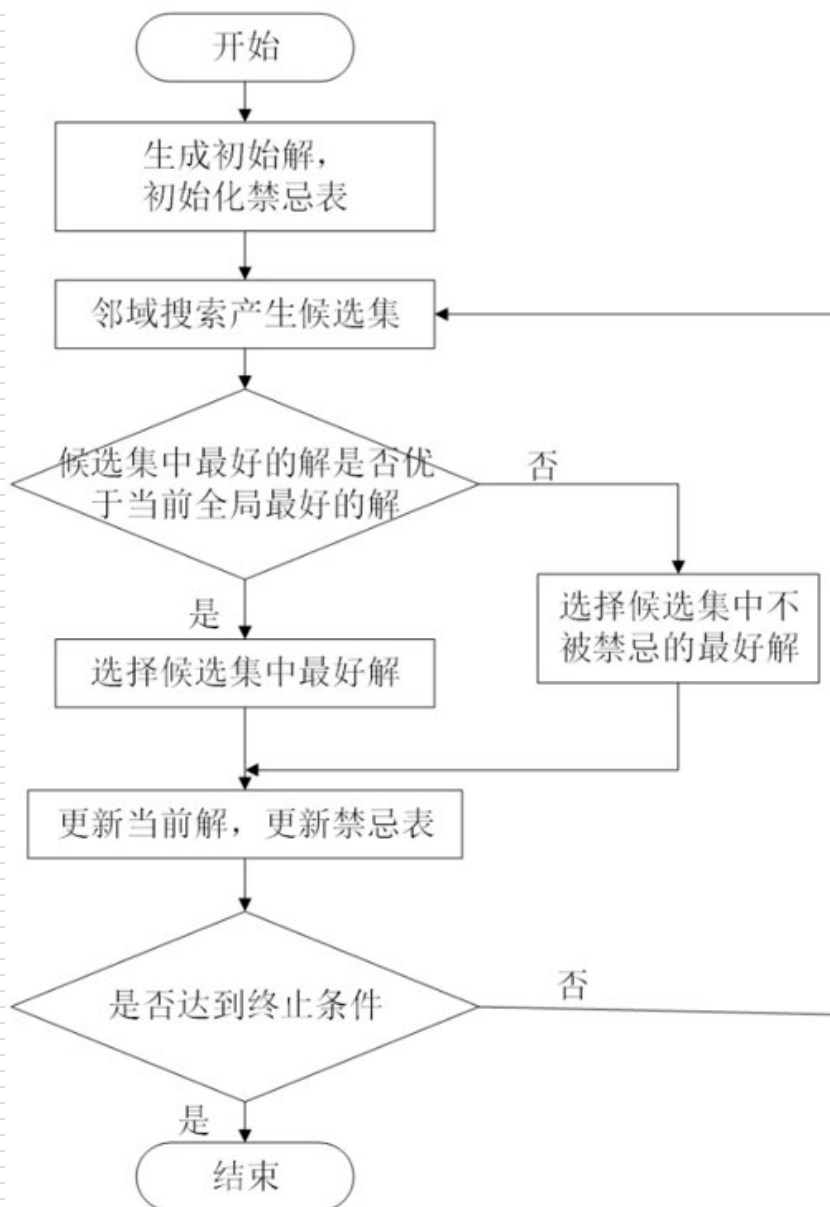 开始
生成初始解，
初始化禁忌表
邻域搜索产生候选集
候选集中最好的解是否优
于当前全局最好的解
否
是
选择候选集中不
被禁忌的最好解
选择候选集中最好解
更新当前解，更新禁忌表
是否达到终止条件
否
是
结束